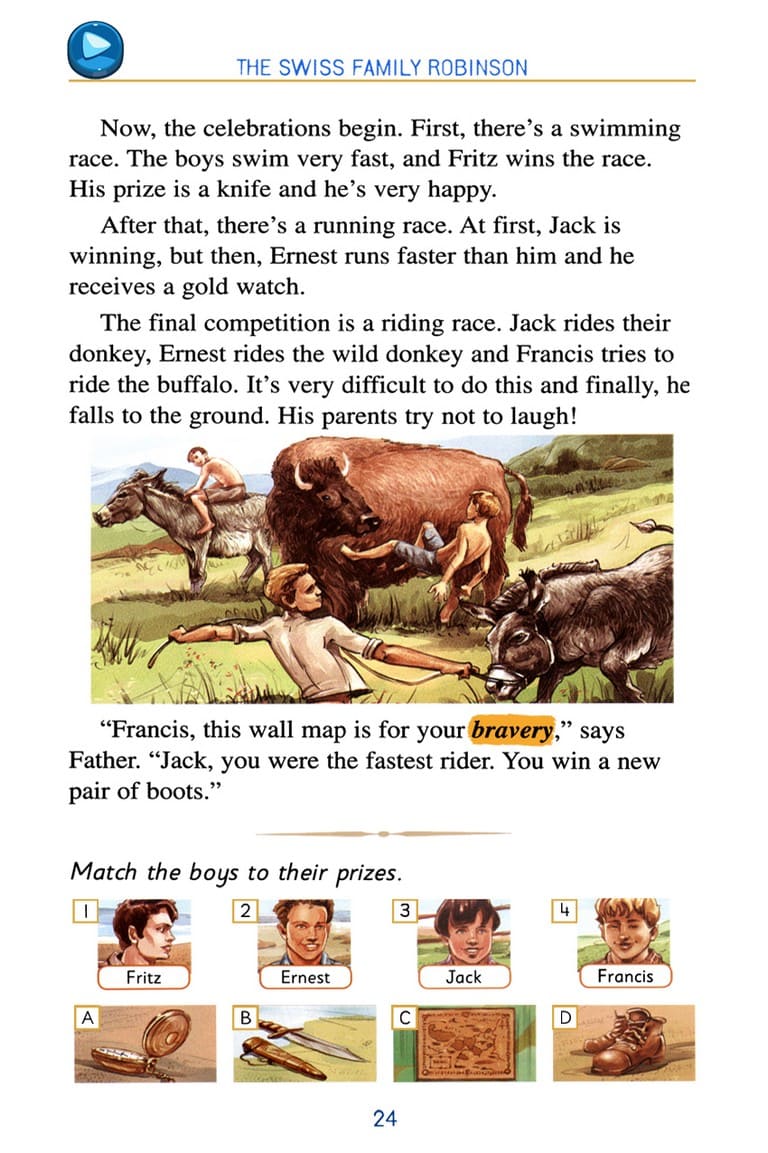 THE SWISS FAMILY ROBINSON
Now, the celebrations begin. First, there’s a swimming
race. The boys swim very fast, and Fritz wins the race.
His prize is a knife and he’s very happy.
After that, there’s a running race. At first, Jack is
winning, but then, Ernest runs faster than him and he
receives a gold watch.
The final competition is a riding race. Jack rides their
donkey, Ernest rides the wild donkey and Francis tries to
ride the buffalo. It’s very difficult to do this and finally, he
falls to the ground. His parents try not to laugh!
“Francis, this wall map is for your bravery,” says
Father. “Jack, you were the fastest rider. You win a new
pair of boots.”
Match the boys to their prizes.
1 2 3 4
Fritz Ernest Jack Francis
A B C D
24